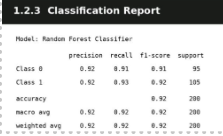 1.2.3 Classification Report
Model: Random Forest Classifier
precision recall f1-score support
Class 0 0.92 0.91 0.91 95
Class 1 0.92 0.93 0.92 105
accuracy 0.92 200
macro avg 0.92 0.92 0.92 200
weighted avg 0.92 0.92 0.92 200